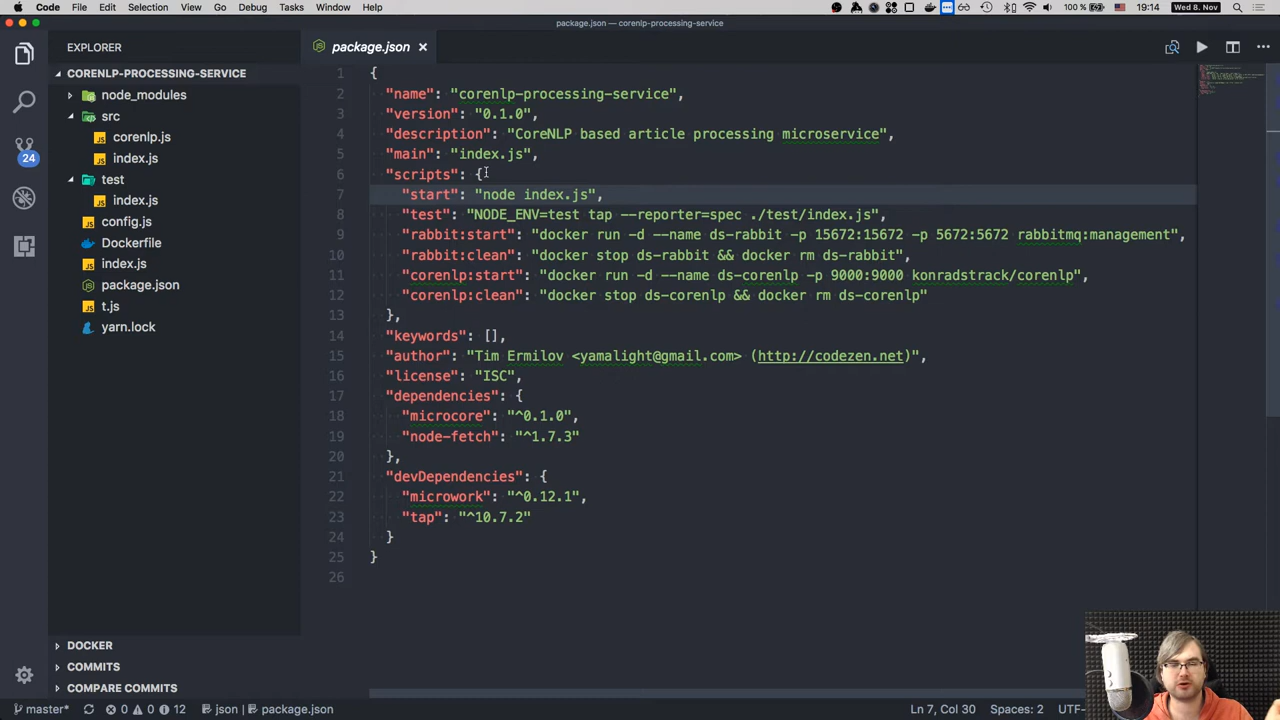 Code File Edit Selection View Go Debug Tasks Window Help
100 % 19:14 Wed 8. Nov
package.json — corenlp-processing-service
EXPLORER
package.json
CORENLP-PROCESSING-SERVICE
node_modules
src
corenlp.js
index.js
test
index.js
config.js
Dockerfile
index.js
package.json
t.js
yarn.lock
24
DOCKER
COMMITS
COMPARE COMMITS
1 {
2 "name": "corenlp-processing-service",
3 "version": "0.1.0",
4 "description": "CoreNLP based article processing microservice",
5 "main": "index.js",
6 "scripts": {
7 "start": "node index.js",
8 "test": "NODE_ENV=test tap --reporter=spec ./test/index.js",
9 "rabbit:start": "docker run -d --name ds-rabbit -p 15672:15672 -p 5672:5672 rabbitmq:management",
10 "rabbit:clean": "docker stop ds-rabbit && docker rm ds-rabbit",
11 "corenlp:start": "docker run -d --name ds-corenlp -p 9000:9000 konradstrack/corenlp",
12 "corenlp:clean": "docker stop ds-corenlp && docker rm ds-corenlp"
13 },
14 "keywords": [],
15 "author": "Tim Ermilov <yamalight@gmail.com> (http://codezen.net)",
16 "license": "ISC",
17 "dependencies": {
18 "microcore": "^0.1.0",
19 "node-fetch": "^1.7.3"
20 },
21 "devDependencies": {
22 "microwork": "^0.12.1",
23 "tap": "^10.7.2"
24 }
25 }
26
master* 0 0 12 json | package.json Ln 7, Col 30 Spaces: 2 UTF-